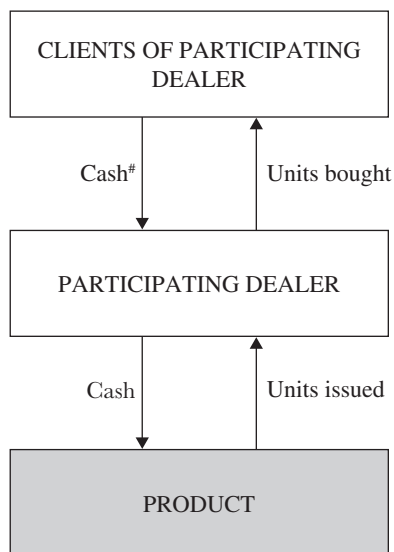 CLIENTS OF PARTICIPATING
DEALER
Cash#
Units bought
PARTICIPATING DEALER
Cash
Units issued
PRODUCT